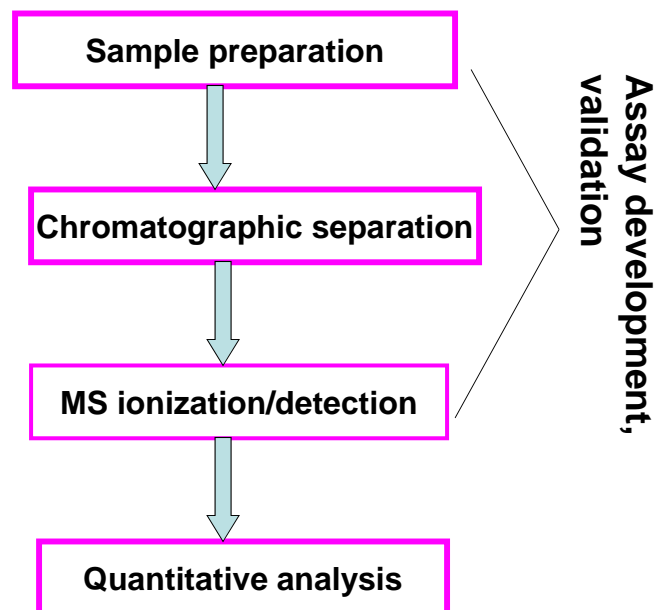 Sample preparation
Chromatographic separation
MS ionization/detection
Quantitative analysis
Assay development,
validation